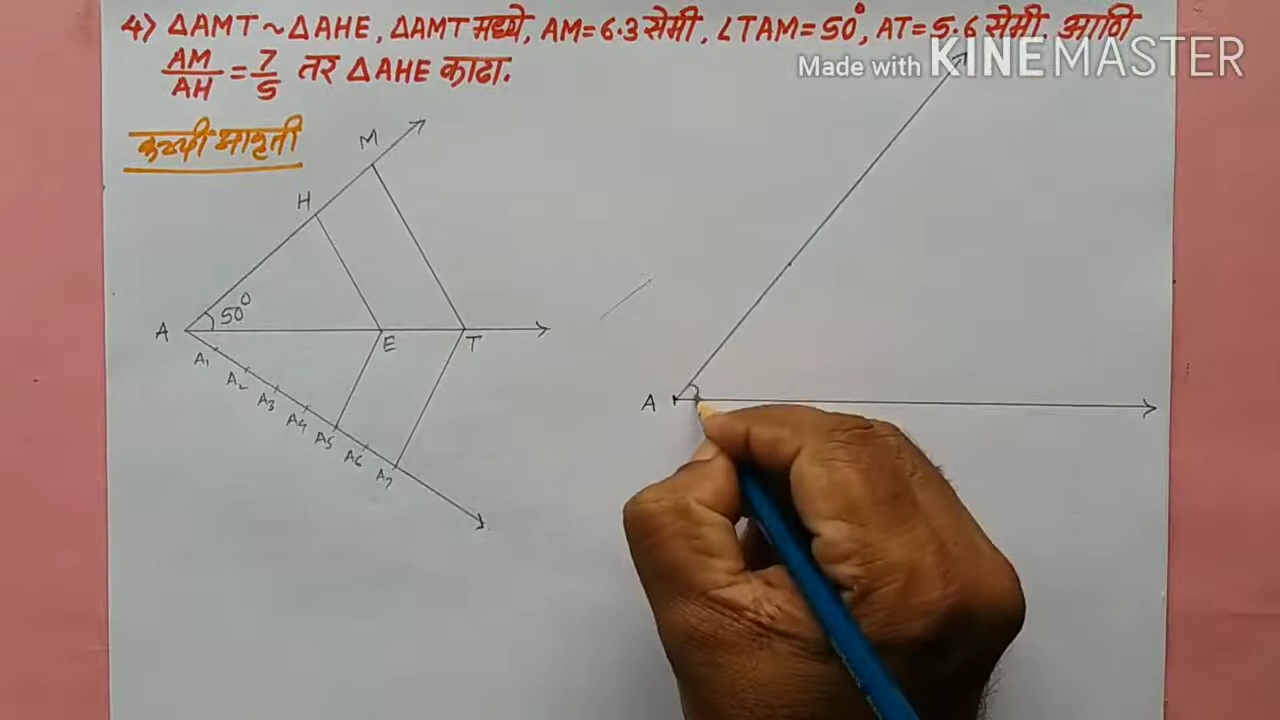 4) ΔAMT ~ ΔAHE, ΔAMT मध्ये, AM=6.3 सेमी, ∠TAM=50°, AT=5.6 सेमी. आणि
AM/AH = 7/5 तर ΔAHE काढा.
Made with KINEMASTER
कच्ची आकृती
M
H
50°
A
E
T
A1
A2
A3
A4
A5
A6
A7
A